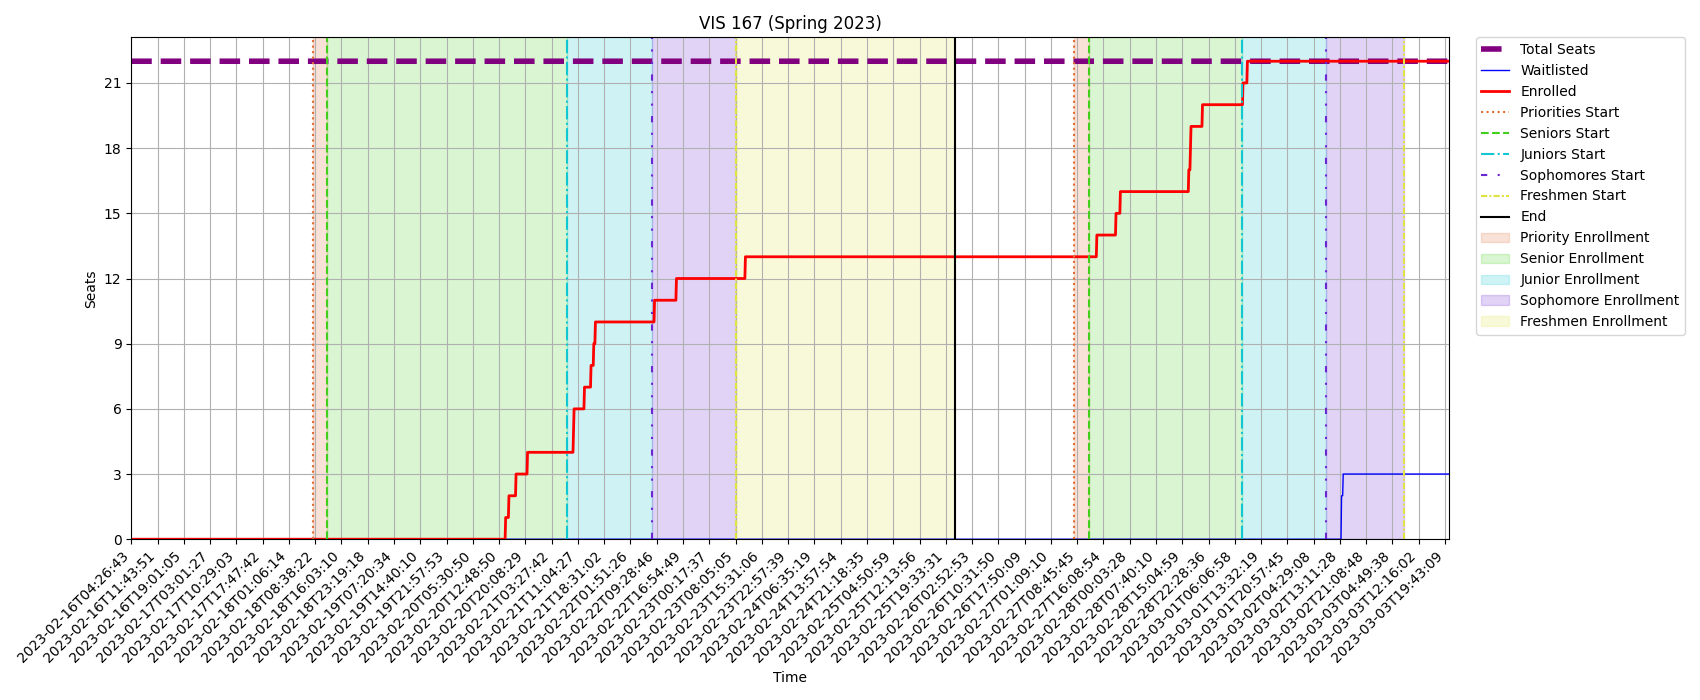 VIS 167 (Spring 2023)
Seats
21
18
15
12
9
6
3
0
2023-02-16T04:26:43
2023-02-16T11:43:51
2023-02-16T19:01:05
2023-02-17T03:01:27
2023-02-17T10:29:03
2023-02-17T17:47:42
2023-02-18T01:06:14
2023-02-18T08:38:22
2023-02-18T16:03:10
2023-02-18T23:19:18
2023-02-19T07:20:34
2023-02-19T14:40:10
2023-02-19T21:57:53
2023-02-20T05:30:50
2023-02-20T12:48:50
2023-02-20T20:08:29
2023-02-21T03:27:42
2023-02-21T11:04:27
2023-02-21T18:31:02
2023-02-22T01:51:26
2023-02-22T09:28:46
2023-02-22T16:54:49
2023-02-23T00:17:37
2023-02-23T08:05:05
2023-02-23T15:31:06
2023-02-23T22:57:39
2023-02-24T06:35:19
2023-02-24T13:57:54
2023-02-24T21:18:35
2023-02-25T04:50:59
2023-02-25T12:13:56
2023-02-25T19:33:31
2023-02-26T02:52:53
2023-02-26T10:31:50
2023-02-26T17:50:09
2023-02-27T01:09:10
2023-02-27T08:45:45
2023-02-27T16:08:54
2023-02-28T00:03:28
2023-02-28T07:40:10
2023-02-28T15:04:59
2023-02-28T22:28:36
2023-03-01T06:06:58
2023-03-01T13:32:19
2023-03-01T20:57:45
2023-03-02T04:29:08
2023-03-02T13:11:28
2023-03-02T21:08:48
2023-03-03T04:49:38
2023-03-03T12:16:02
2023-03-03T19:43:09
Time
Total Seats
Waitlisted
Enrolled
Priorities Start
Seniors Start
Juniors Start
Sophomores Start
Freshmen Start
End
Priority Enrollment
Senior Enrollment
Junior Enrollment
Sophomore Enrollment
Freshmen Enrollment